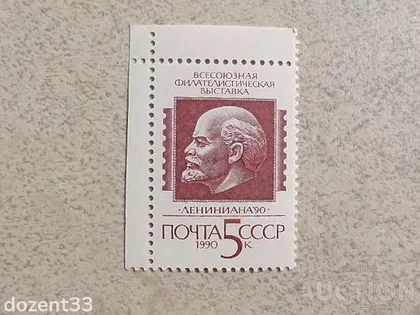 ВСЕСОЮЗНАЯ
ФИЛАТЕЛИСТИЧЕСКАЯ
ВЫСТАВКА
·ЛЕНИНИАНА'90·
ПОЧТА 5 СССР
1990 К
dozent33
AUCTION